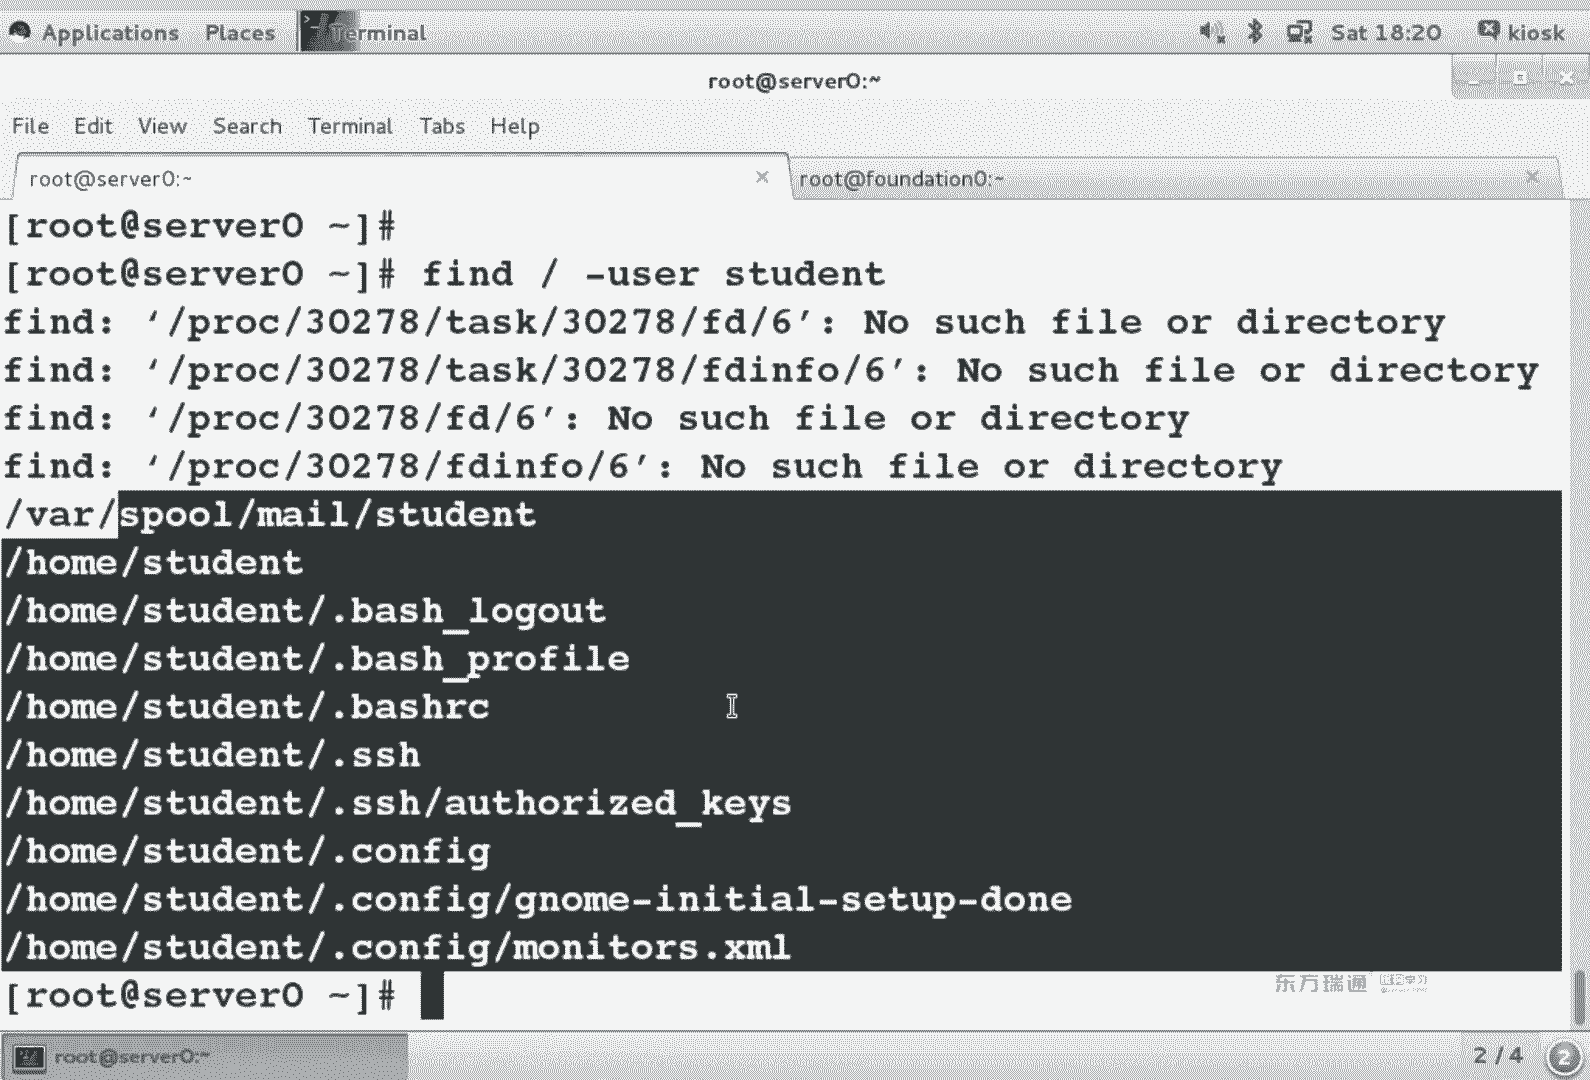 Applications Places Terminal Sat 18:20 kiosk
root@server0:~
File Edit View Search Terminal Tabs Help
root@server0:~ root@foundation0:~
[root@server0 ~]#
[root@server0 ~]# find / -user student
find: ‘/proc/30278/task/30278/fd/6’: No such file or directory
find: ‘/proc/30278/task/30278/fdinfo/6’: No such file or directory
find: ‘/proc/30278/fd/6’: No such file or directory
find: ‘/proc/30278/fdinfo/6’: No such file or directory
/var/spool/mail/student
/home/student
/home/student/.bash_logout
/home/student/.bash_profile
/home/student/.bashrc
/home/student/.ssh
/home/student/.ssh/authorized_keys
/home/student/.config
/home/student/.config/gnome-initial-setup-done
/home/student/.config/monitors.xml
[root@server0 ~]#
东方瑞通
root@server0:~ 2 / 4 2